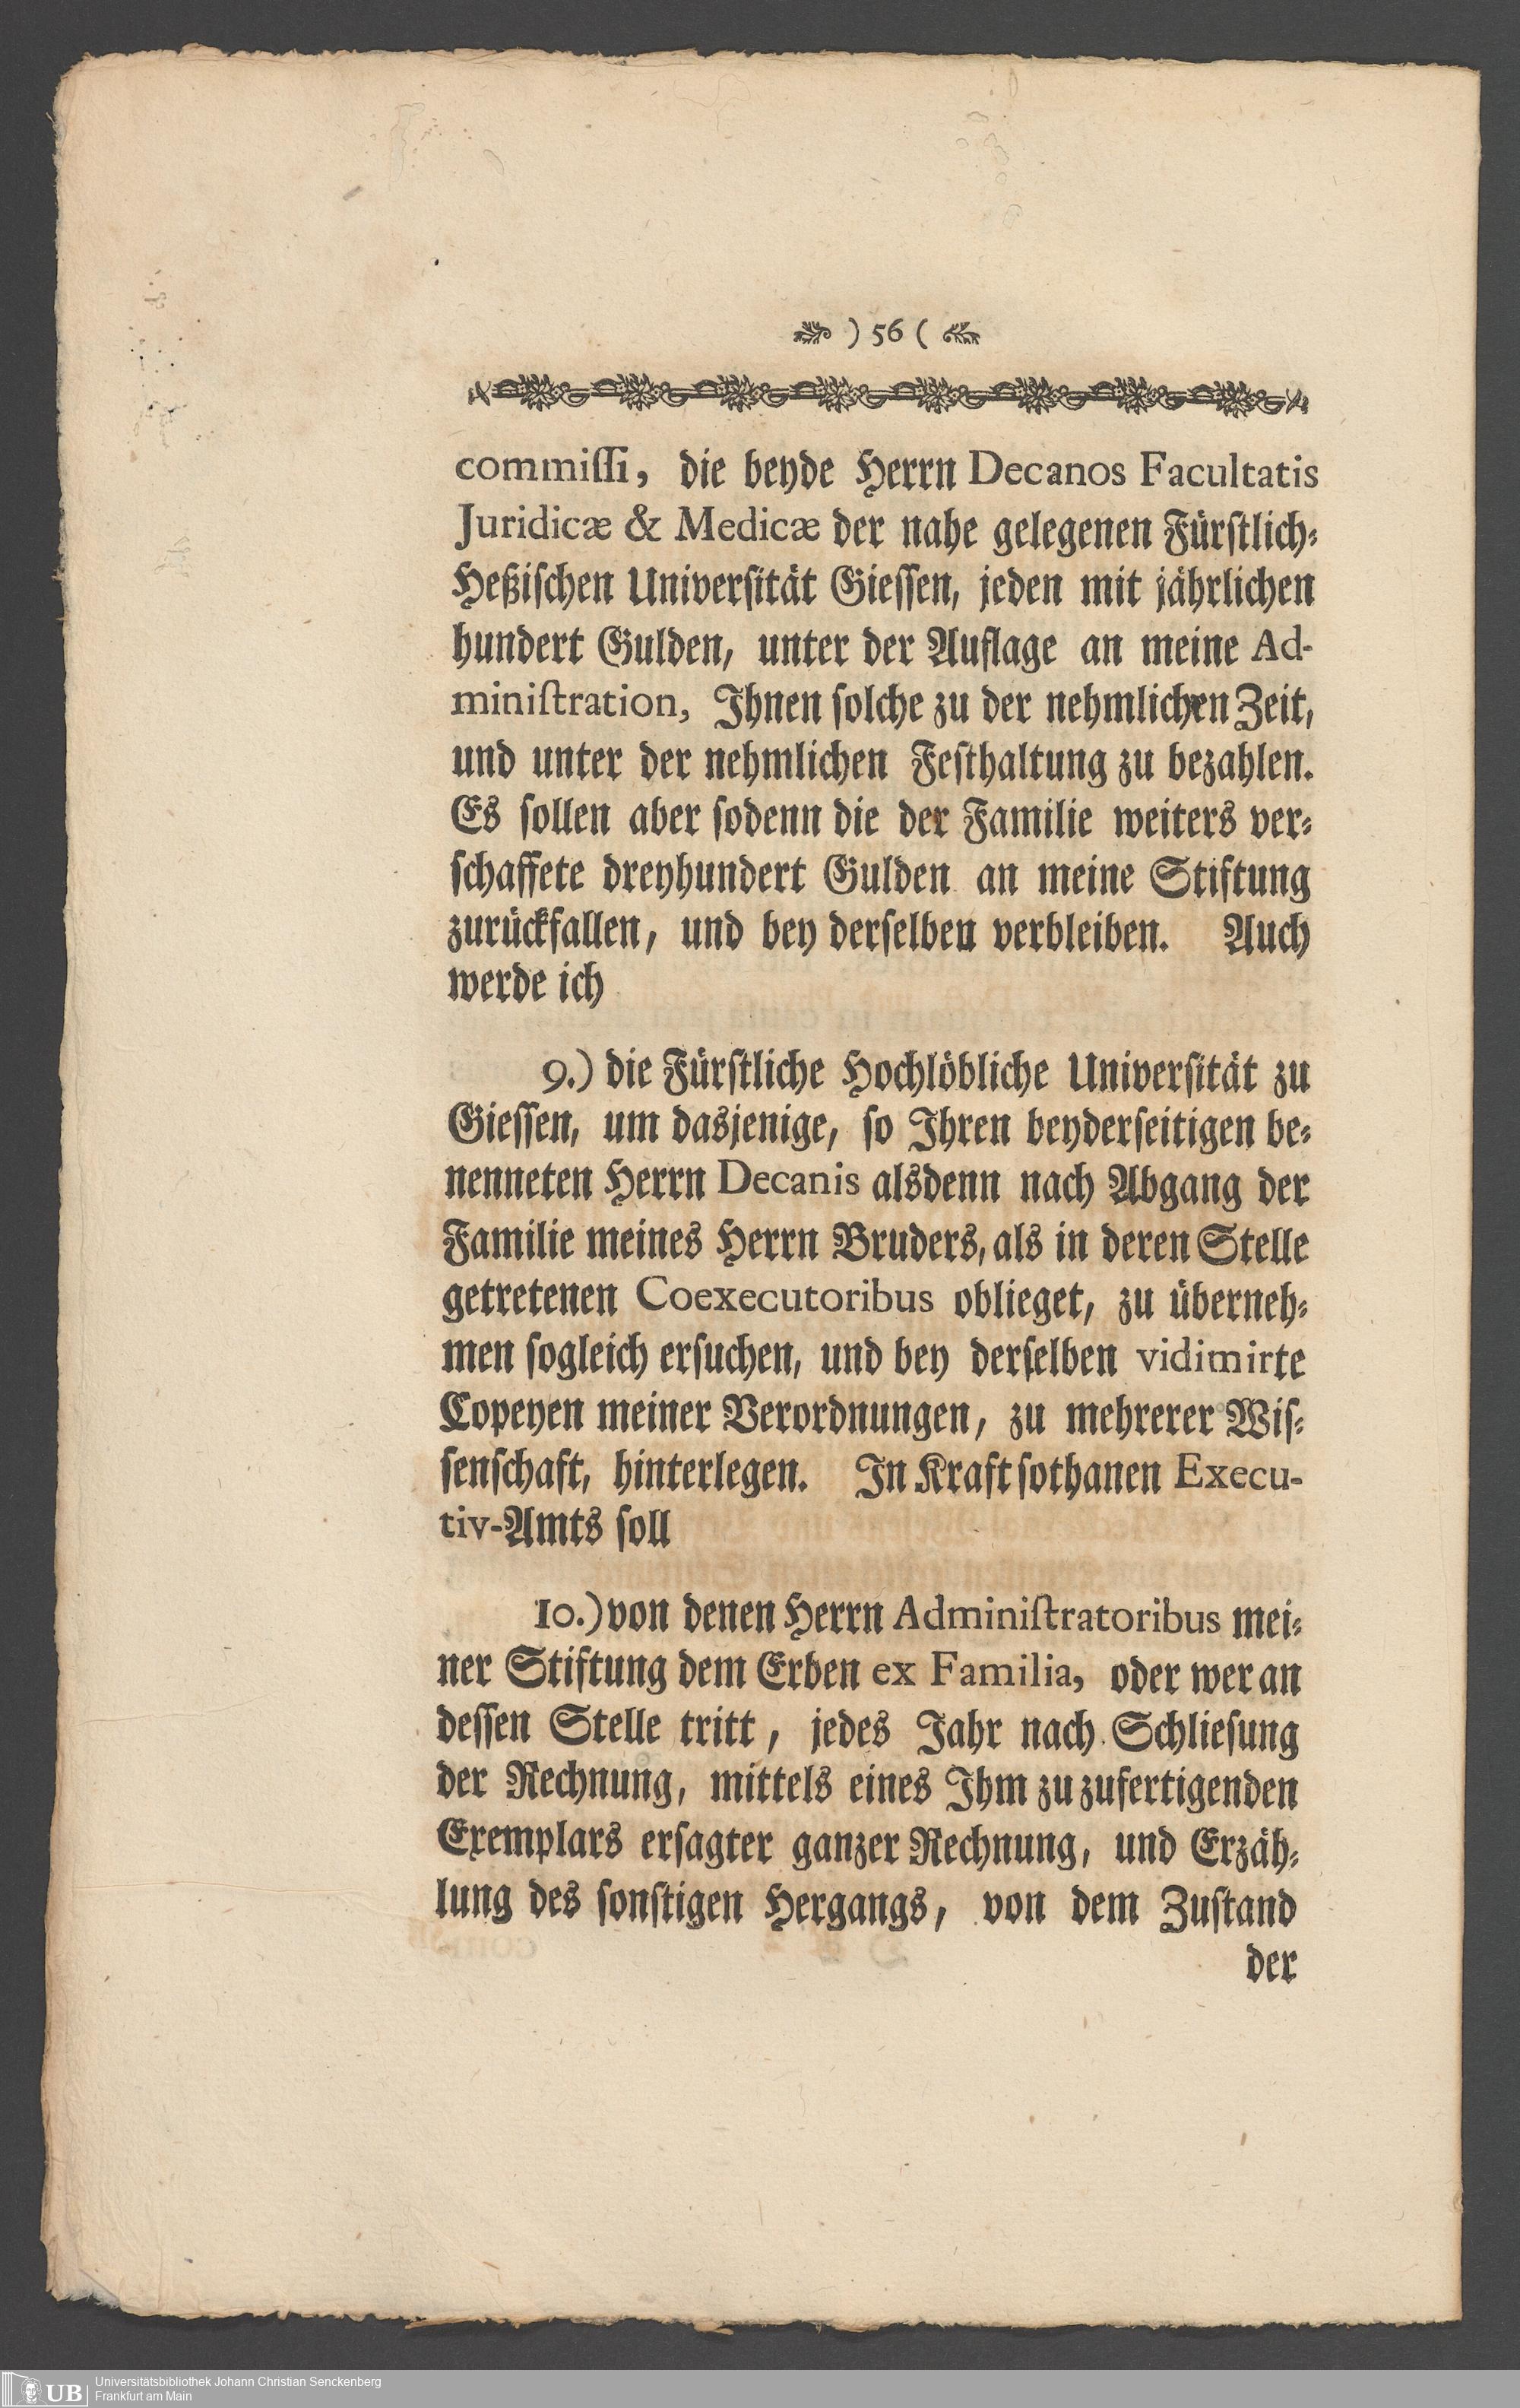 ) 56 (
commiſſi, die beyde Herrn Decanos Facultatis
Juridicæ & Medicæ der nahe gelegenen Fürſtlich-
Heßiſchen Univerſität Gieſſen, jeden mit jährlichen
hundert Gulden, unter der Auflage an meine Ad-
miniſtration, Ihnen ſolche zu der nehmlichen Zeit,
und unter der nehmlichen Feſthaltung zu bezahlen.
Es ſollen aber ſodenn die der Familie weiters ver-
ſchaffete dreyhundert Gulden an meine Stiftung
zurückfallen, und bey derſelben verbleiben. Auch
werde ich
9.) die Fürſtliche Hochlöbliche Univerſität zu
Gieſſen, um dasjenige, ſo Ihren beyderſeitigen be-
nenneten Herrn Decanis alsdenn nach Abgang der
Familie meines Herrn Bruders, als in deren Stelle
getretenen Coexecutoribus oblieget, zu überneh-
men ſogleich erſuchen, und bey derſelben vidimirte
Copeyen meiner Verordnungen, zu mehrerer Wiſ-
ſenſchaft, hinterlegen. In Kraft ſothanen Execu-
tiv-Amts ſoll
10.) von denen Herrn Adminiſtratoribus mei-
ner Stiftung dem Erben ex Familia, oder wer an
deſſen Stelle tritt, jedes Jahr nach Schlieſung
der Rechnung, mittels eines Ihm zuzufertigenden
Exemplars erſagter ganzer Rechnung, und Erzäh-
lung des ſonſtigen Hergangs, von dem Zuſtand
der
UB
Universitätsbibliothek Johann Christian Senckenberg
Frankfurt am Main